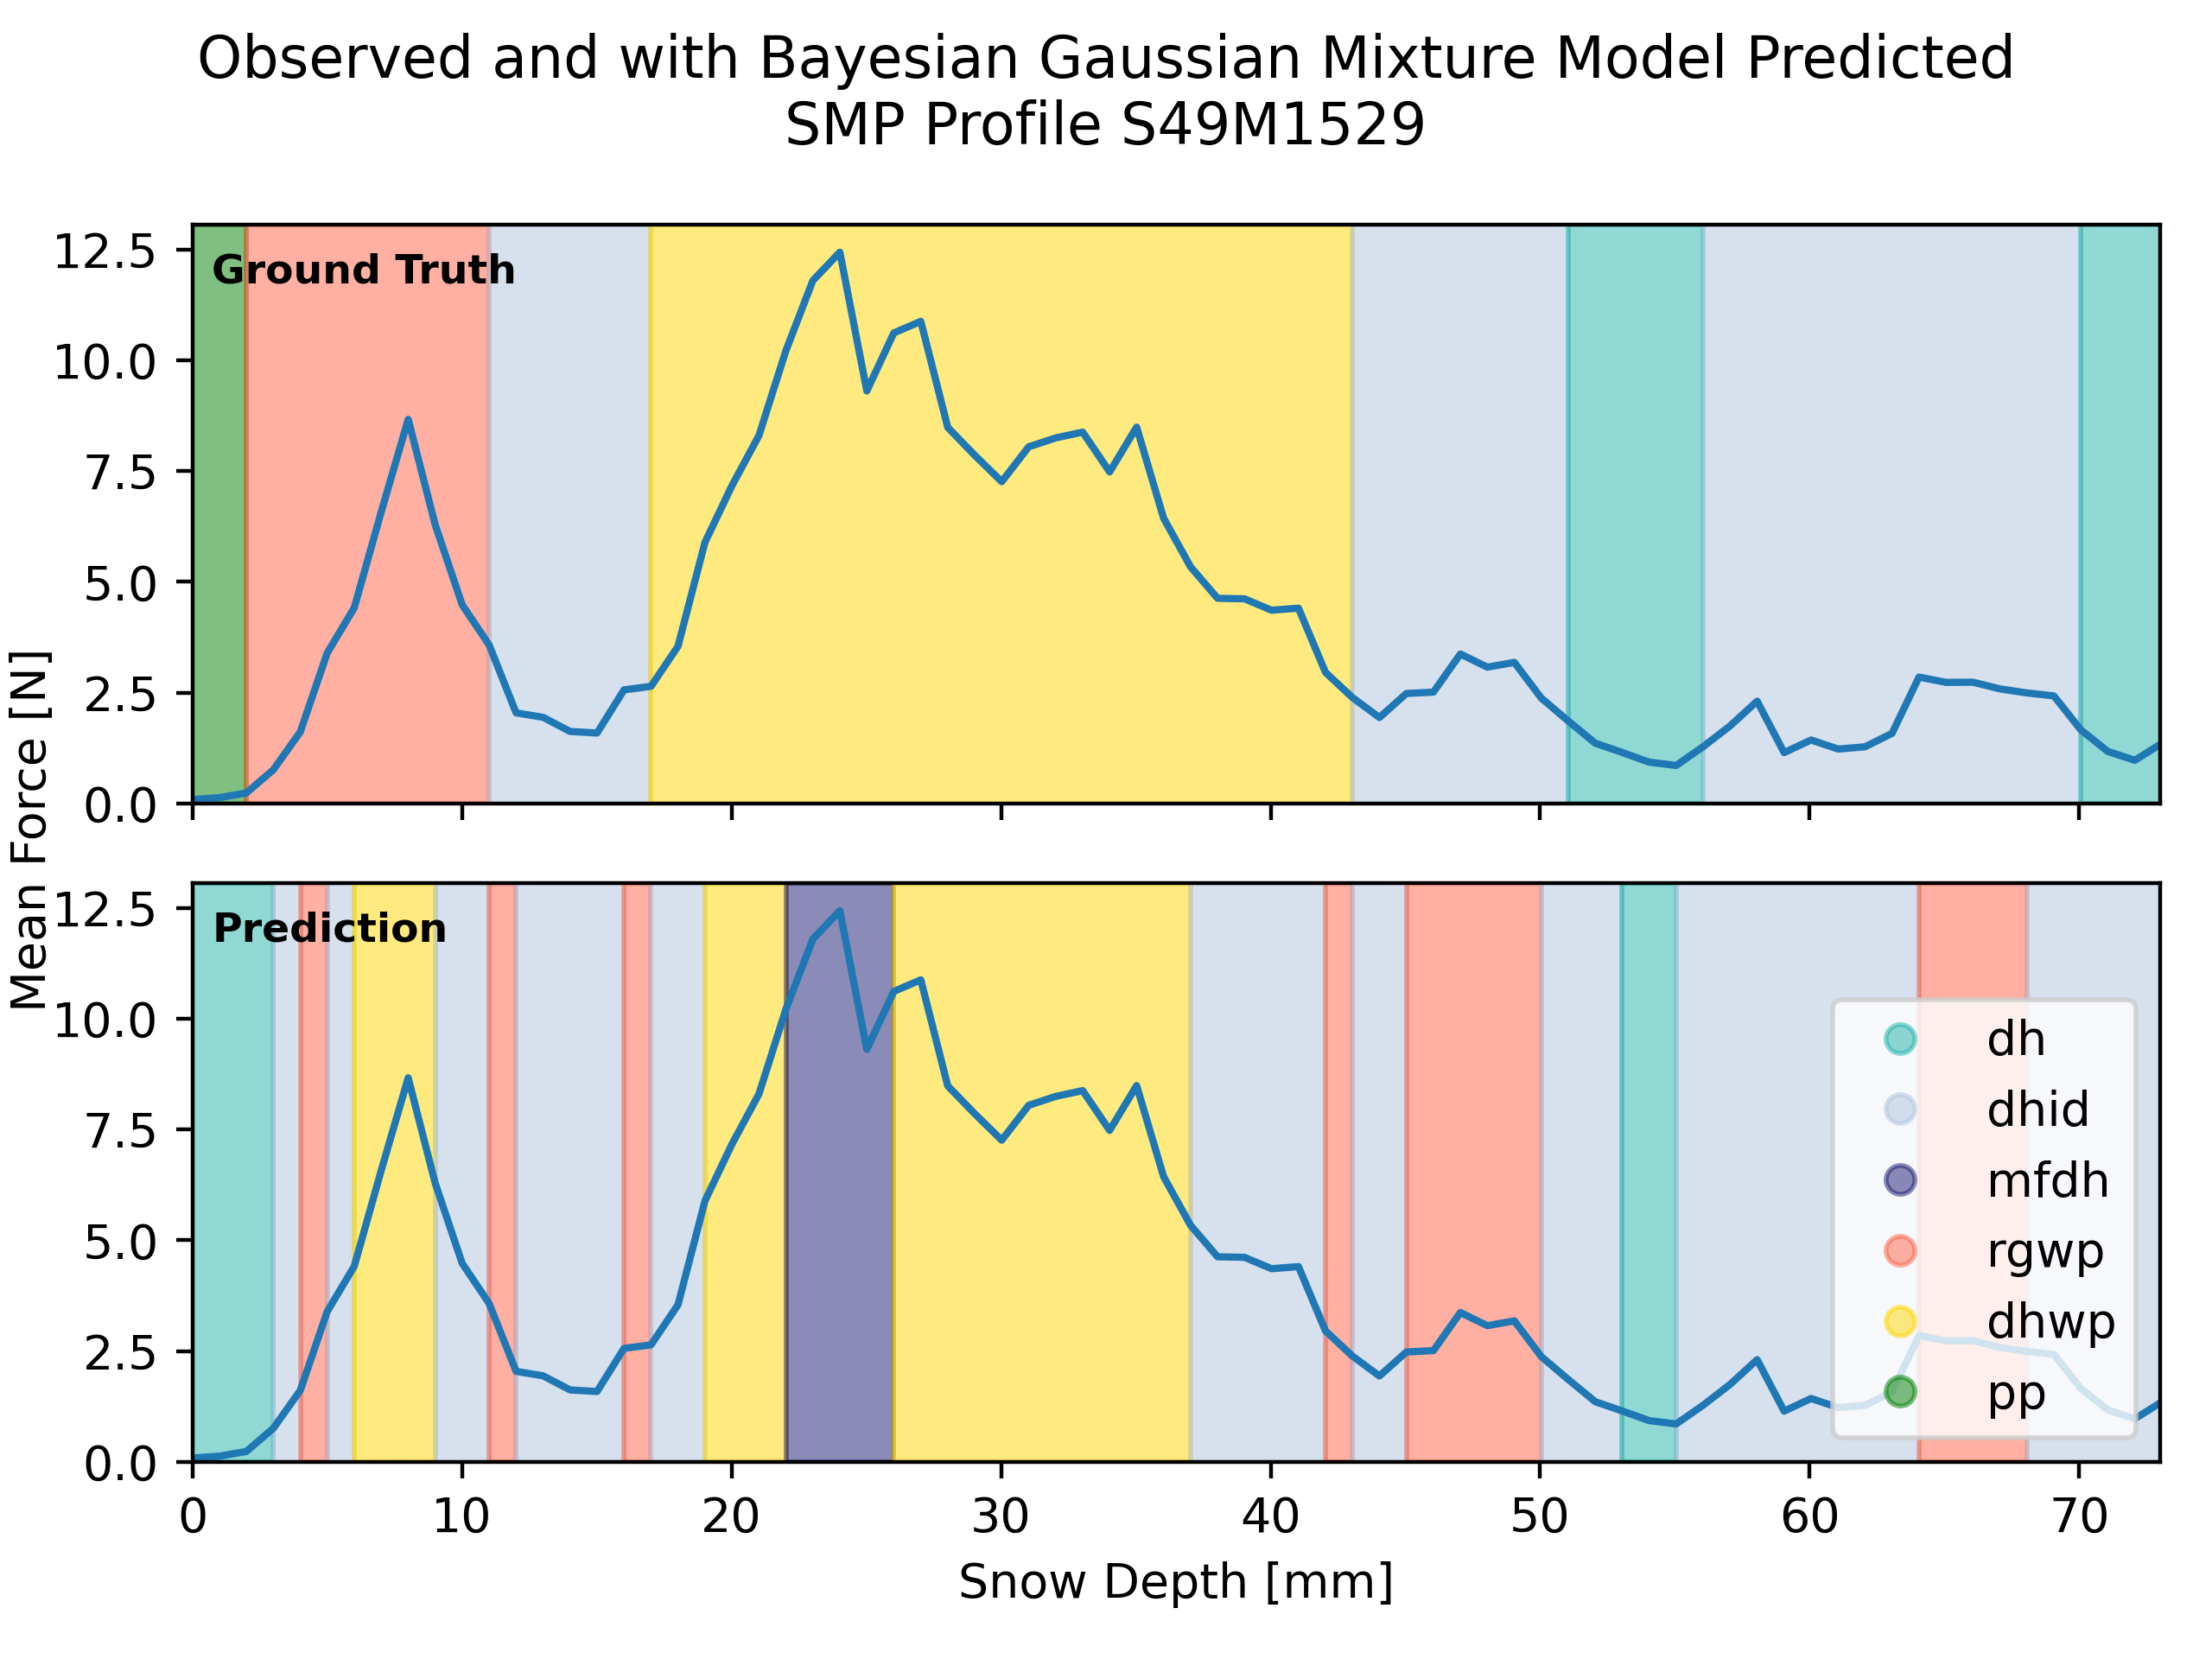 Observed and with Bayesian Gaussian Mixture Model Predicted
SMP Profile S49M1529
Mean Force [N]
12.5
10.0
7.5
5.0
2.5
0.0
Ground Truth
12.5
10.0
7.5
5.0
2.5
0.0
Prediction
dh
dhid
mfdh
rgwp
dhwp
pp
0 10 20 30 40 50 60 70
Snow Depth [mm]